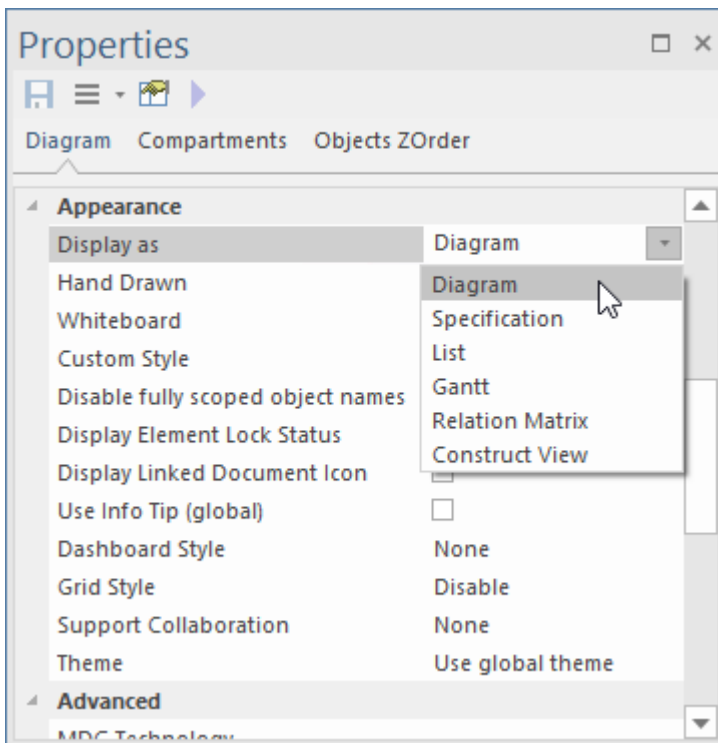 Properties
Diagram Compartments Objects ZOrder
Appearance
Display as Diagram
Hand Drawn Diagram
Whiteboard Specification
Custom Style List
Disable fully scoped object names Gantt
Display Element Lock Status Relation Matrix
Display Linked Document Icon Construct View
Use Info Tip (global)
Dashboard Style None
Grid Style Disable
Support Collaboration None
Theme Use global theme
Advanced
MDG Technology